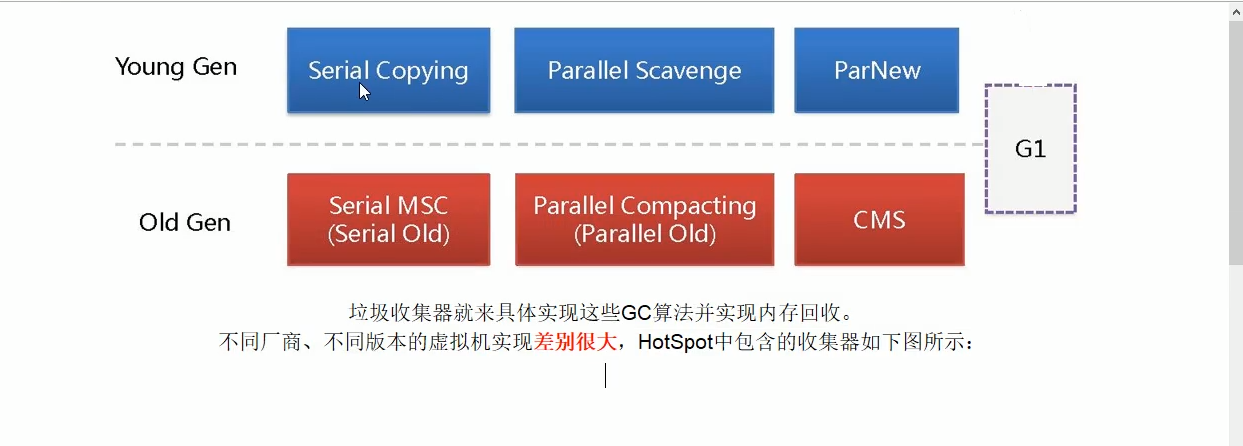 Young Gen
Serial Copying
Parallel Scavenge
ParNew
G1
Old Gen
Serial MSC
(Serial Old)
Parallel Compacting
(Parallel Old)
CMS
垃圾收集器就来具体实现这些GC算法并实现内存回收。
不同厂商、不同版本的虚拟机实现差别很大，HotSpot中包含的收集器如下图所示：